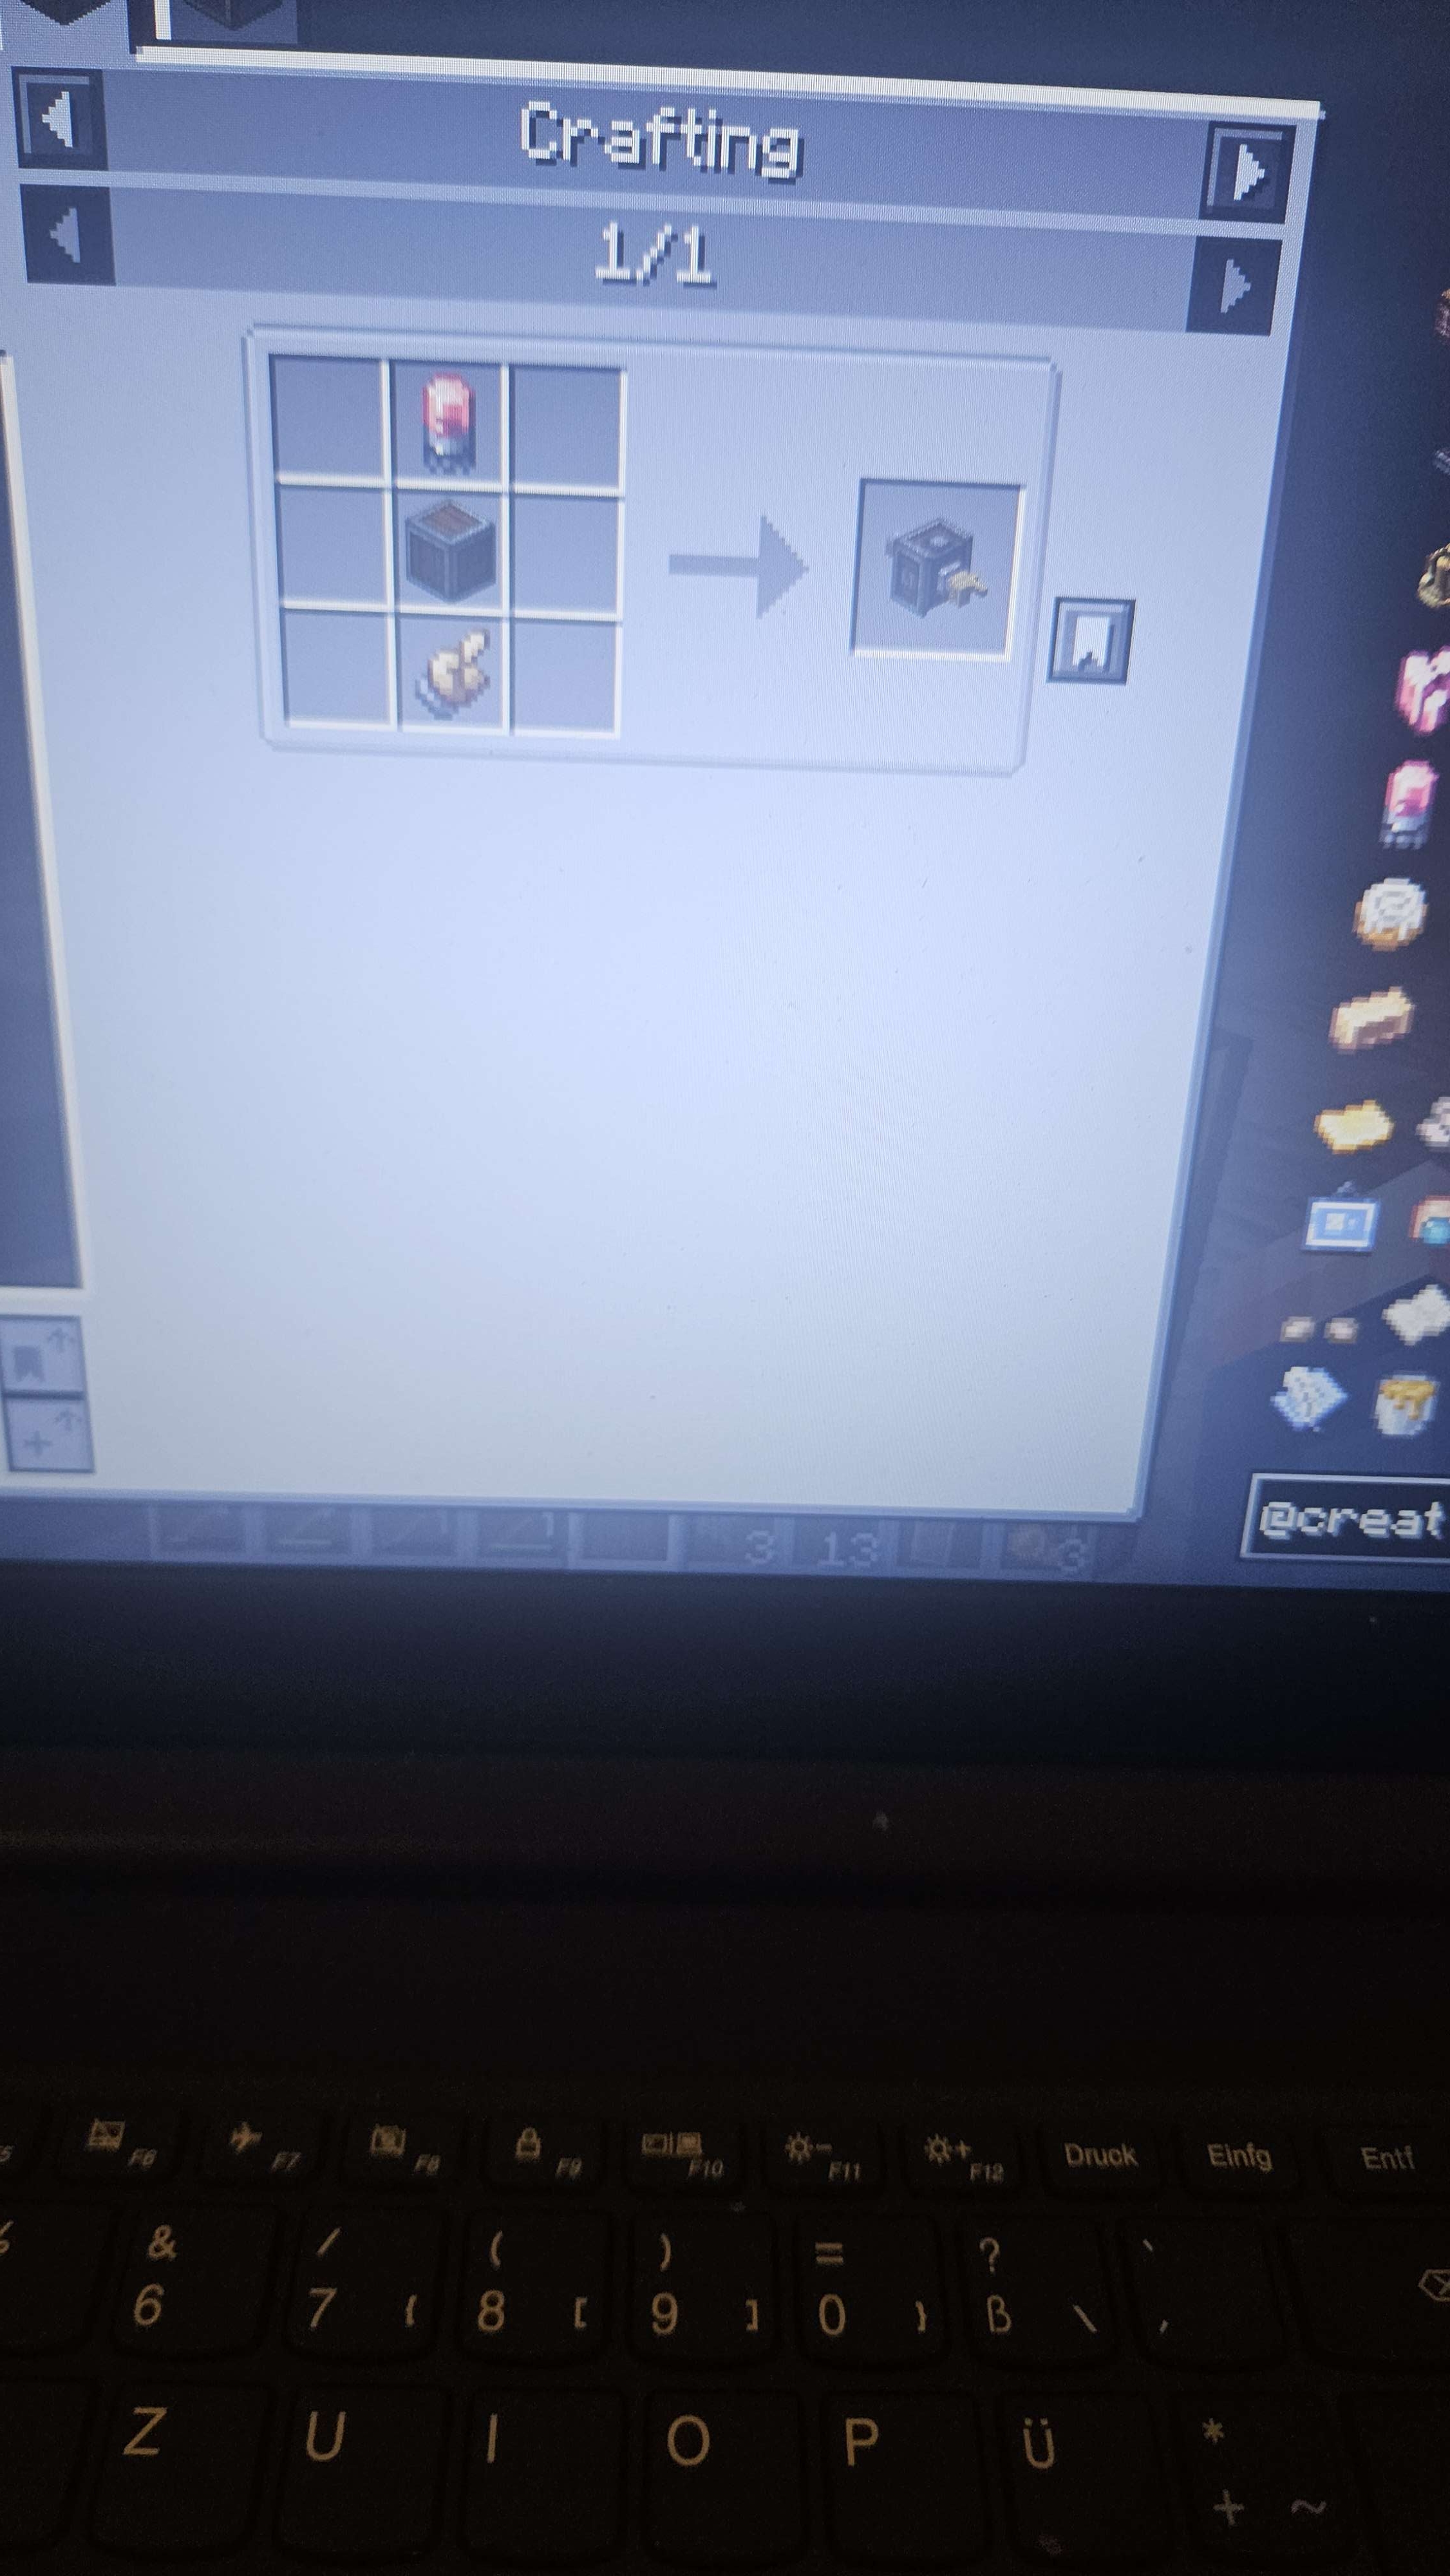 Crafting
1/1
3 13 3
@creat
F6 F7 F8 F9 F10 F11 F12 Druck Einfg Entf
& / ( ) = ? `
6 7 { 8 [ 9 ] 0 } ß \ ´
Z U I O P Ü *
+ ~